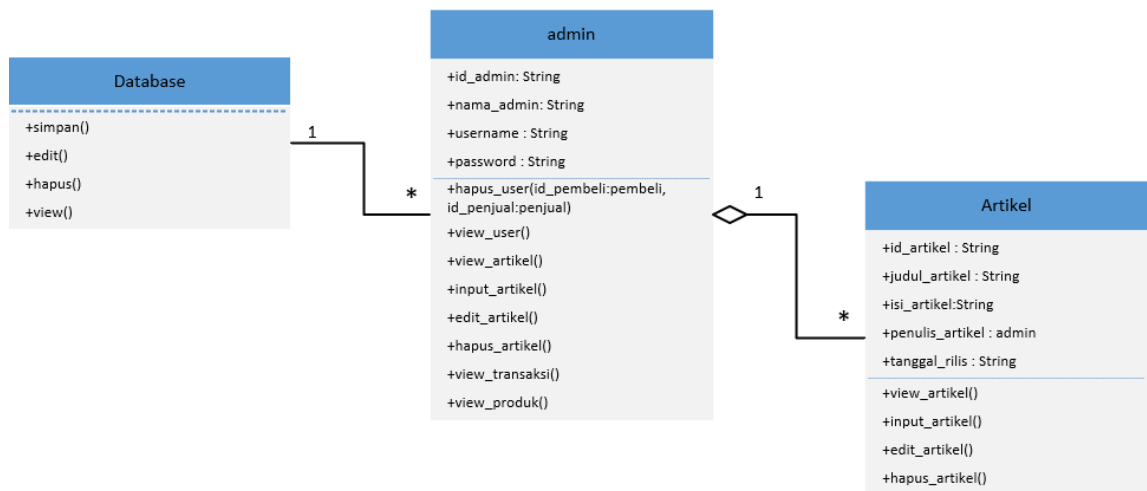 Database
+simpan()
+edit()
+hapus()
+view()
1
*
admin
+id_admin: String
+nama_admin: String
+username : String
+password : String
+hapus_user(id_pembeli:pembeli,
id_penjual:penjual)
+view_user()
+view_artikel()
+input_artikel()
+edit_artikel()
+hapus_artikel()
+view_transaksi()
+view_produk()
1
*
Artikel
+id_artikel : String
+judul_artikel : String
+isi_artikel:String
+penulis_artikel : admin
+tanggal_rilis : String
+view_artikel()
+input_artikel()
+edit_artikel()
+hapus_artikel()